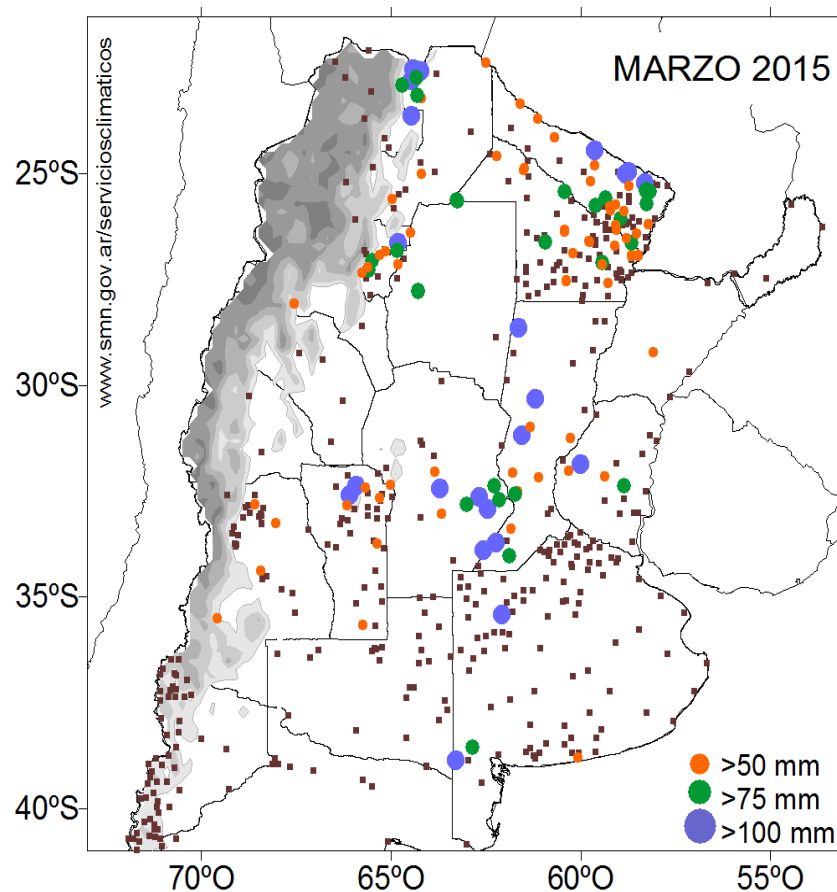 www.smn.gov.ar/serviciosclimaticos
MARZO 2015
25ºS
30ºS
35ºS
40ºS
>50 mm
>75 mm
>100 mm
70ºO
65ºO
60ºO
55ºO